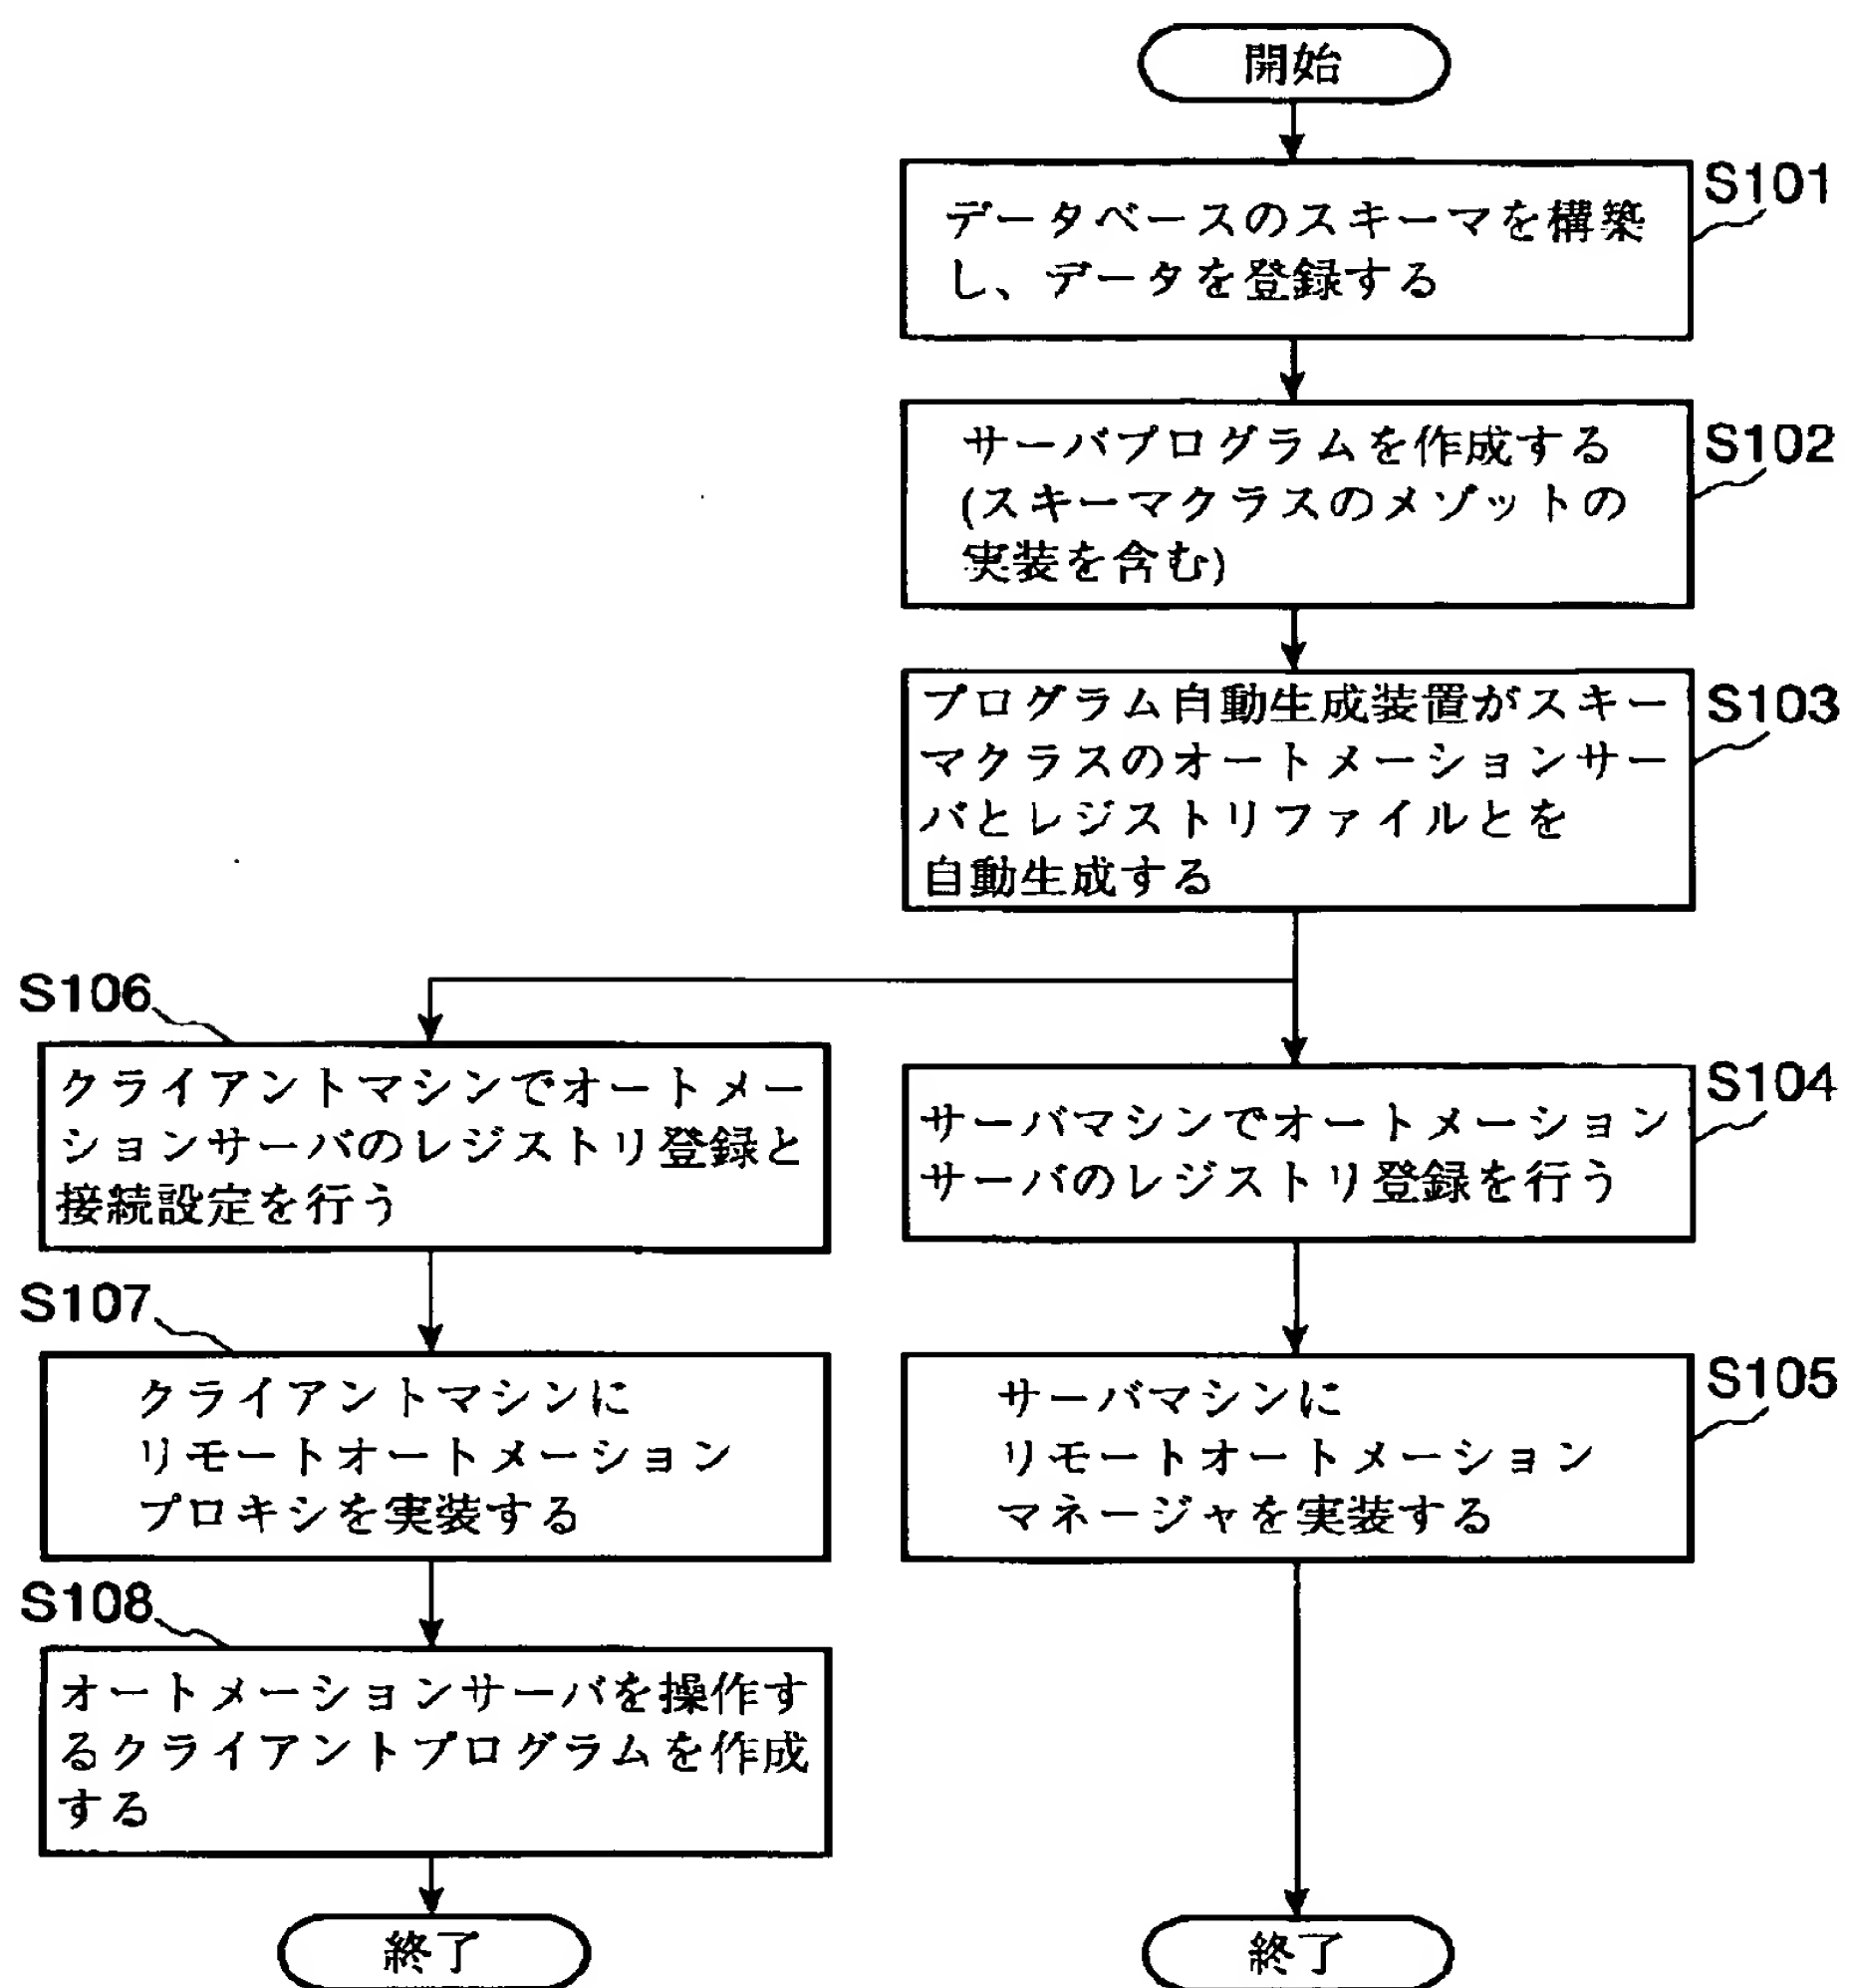 開始
S101
データベースのスキーマを構築
し、データを登録する
S102
サーバプログラムを作成する
(スキーマクラスのメゾットの
実装を含む)
S103
プログラム自動生成装置がスキー
マクラスのオートメーションサー
バとレジストリファイルとを
自動生成する
S104
サーバマシンでオートメーション
サーバのレジストリ登録を行う
S105
サーバマシンに
リモートオートメーション
マネージャを実装する
終了
S106
クライアントマシンでオートメー
ションサーバのレジストリ登録と
接続設定を行う
S107
クライアントマシンに
リモートオートメーション
プロキシを実装する
S108
オートメーションサーバを操作す
るクライアントプログラムを作成
する
終了